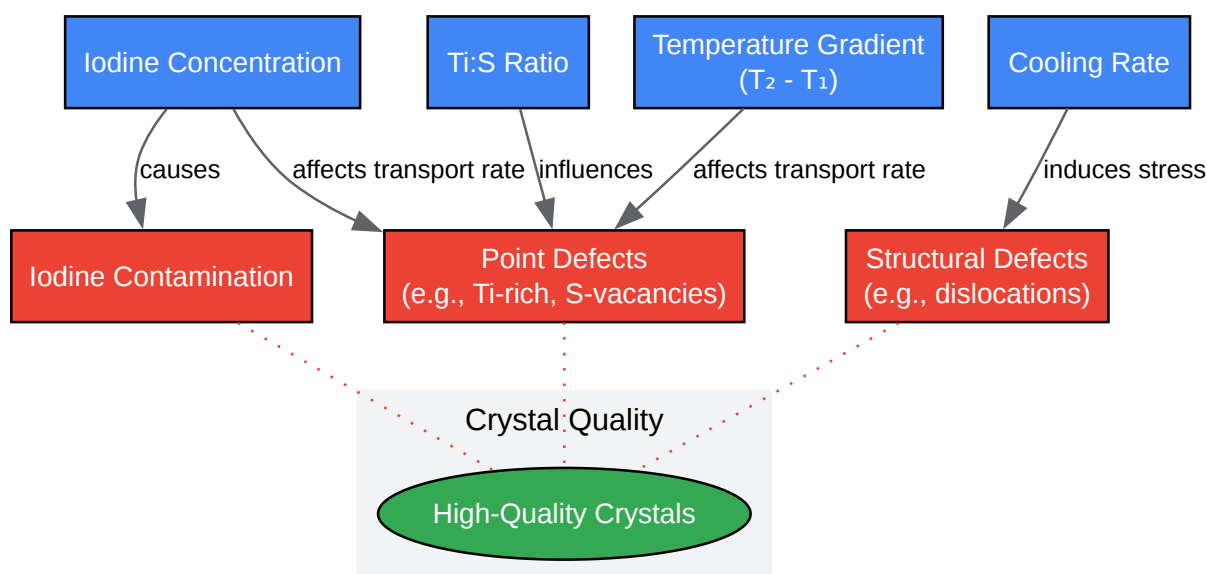 Iodine Concentration
Ti:S Ratio
Temperature Gradient
(T₂ - T₁)
Cooling Rate
causes
affects transport rate
influences
affects transport rate
induces stress
Iodine Contamination
Point Defects
(e.g., Ti-rich, S-vacancies)
Structural Defects
(e.g., dislocations)
Crystal Quality
High-Quality Crystals